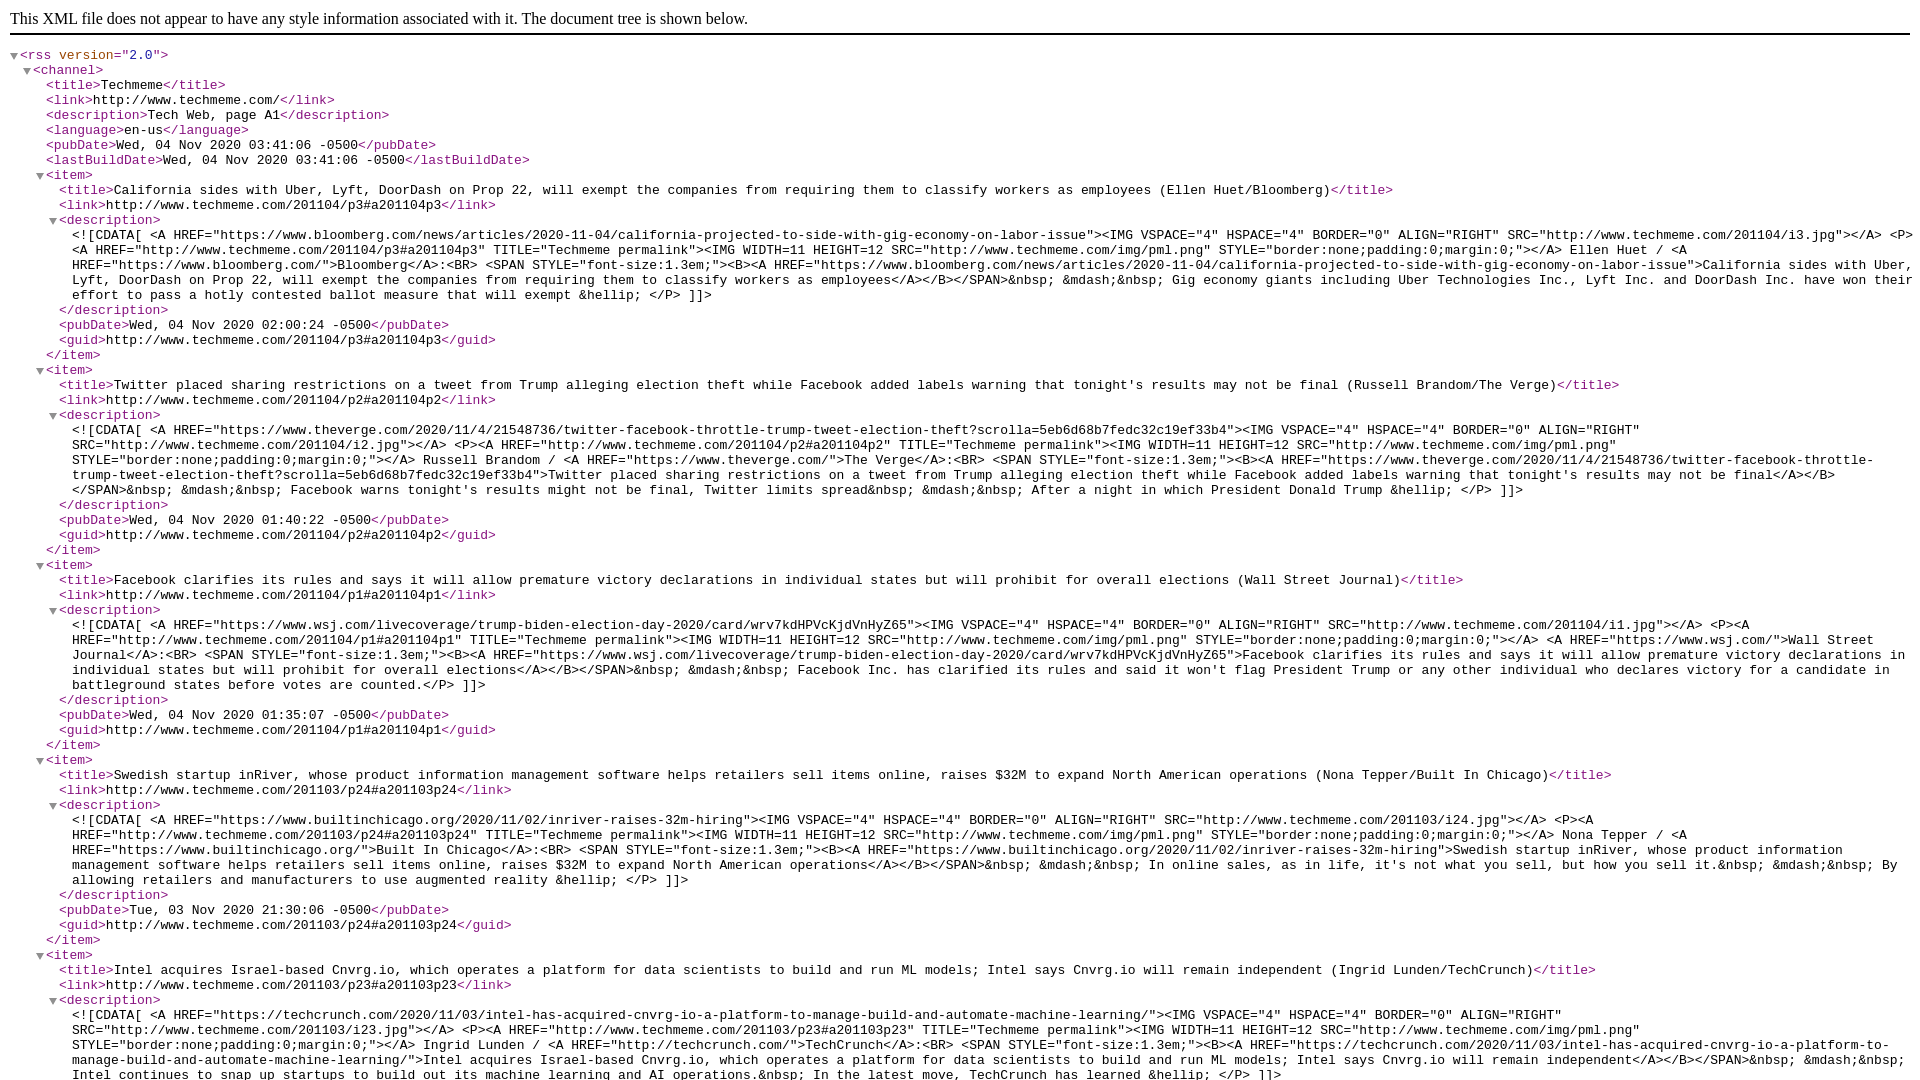 This XML file does not appear to have any style information associated with it. The document tree is shown below.
<rss version="2.0">
<channel>
<title>Techmeme</title>
<link>http://www.techmeme.com/</link>
<description>Tech Web, page A1</description>
<language>en-us</language>
<pubDate>Wed, 04 Nov 2020 03:41:06 -0500</pubDate>
<lastBuildDate>Wed, 04 Nov 2020 03:41:06 -0500</lastBuildDate>
<item>
<title>California sides with Uber, Lyft, DoorDash on Prop 22, will exempt the companies from requiring them to classify workers as employees (Ellen Huet/Bloomberg)</title>
<link>http://www.techmeme.com/201104/p3#a201104p3</link>
<description>
<![CDATA[ <A HREF="https://www.bloomberg.com/news/articles/2020-11-04/california-projected-to-side-with-gig-economy-on-labor-issue"><IMG VSPACE="4" HSPACE="4" BORDER="0" ALIGN="RIGHT" SRC="http://www.techmeme.com/201104/i3.jpg"></A> <P>
<A HREF="http://www.techmeme.com/201104/p3#a201104p3" TITLE="Techmeme permalink"><IMG WIDTH=11 HEIGHT=12 SRC="http://www.techmeme.com/img/pml.png" STYLE="border:none;padding:0;margin:0;"></A> Ellen Huet / <A
HREF="https://www.bloomberg.com/">Bloomberg</A>:<BR> <SPAN STYLE="font-size:1.3em;"><B><A HREF="https://www.bloomberg.com/news/articles/2020-11-04/california-projected-to-side-with-gig-economy-on-labor-issue">California sides with Uber,
Lyft, DoorDash on Prop 22, will exempt the companies from requiring them to classify workers as employees</A></B></SPAN>&nbsp; &mdash;&nbsp; Gig economy giants including Uber Technologies Inc., Lyft Inc. and DoorDash Inc. have won their
effort to pass a hotly contested ballot measure that will exempt &hellip; </P> ]]>
</description>
<pubDate>Wed, 04 Nov 2020 02:00:24 -0500</pubDate>
<guid>http://www.techmeme.com/201104/p3#a201104p3</guid>
</item>
<item>
<title>Twitter placed sharing restrictions on a tweet from Trump alleging election theft while Facebook added labels warning that tonight's results may not be final (Russell Brandom/The Verge)</title>
<link>http://www.techmeme.com/201104/p2#a201104p2</link>
<description>
<![CDATA[ <A HREF="https://www.theverge.com/2020/11/4/21548736/twitter-facebook-throttle-trump-tweet-election-theft?scrolla=5eb6d68b7fedc32c19ef33b4"><IMG VSPACE="4" HSPACE="4" BORDER="0" ALIGN="RIGHT"
SRC="http://www.techmeme.com/201104/i2.jpg"></A> <P><A HREF="http://www.techmeme.com/201104/p2#a201104p2" TITLE="Techmeme permalink"><IMG WIDTH=11 HEIGHT=12 SRC="http://www.techmeme.com/img/pml.png"
STYLE="border:none;padding:0;margin:0;"></A> Russell Brandom / <A HREF="https://www.theverge.com/">The Verge</A>:<BR> <SPAN STYLE="font-size:1.3em;"><B><A HREF="https://www.theverge.com/2020/11/4/21548736/twitter-facebook-throttle-
trump-tweet-election-theft?scrolla=5eb6d68b7fedc32c19ef33b4">Twitter placed sharing restrictions on a tweet from Trump alleging election theft while Facebook added labels warning that tonight's results may not be final</A></B>
</SPAN>&nbsp; &mdash;&nbsp; Facebook warns tonight's results might not be final, Twitter limits spread&nbsp; &mdash;&nbsp; After a night in which President Donald Trump &hellip; </P> ]]>
</description>
<pubDate>Wed, 04 Nov 2020 01:40:22 -0500</pubDate>
<guid>http://www.techmeme.com/201104/p2#a201104p2</guid>
</item>
<item>
<title>Facebook clarifies its rules and says it will allow premature victory declarations in individual states but will prohibit for overall elections (Wall Street Journal)</title>
<link>http://www.techmeme.com/201104/p1#a201104p1</link>
<description>
<![CDATA[ <A HREF="https://www.wsj.com/livecoverage/trump-biden-election-day-2020/card/wrv7kdHPVcKjdVnHyZ65"><IMG VSPACE="4" HSPACE="4" BORDER="0" ALIGN="RIGHT" SRC="http://www.techmeme.com/201104/i1.jpg"></A> <P><A
HREF="http://www.techmeme.com/201104/p1#a201104p1" TITLE="Techmeme permalink"><IMG WIDTH=11 HEIGHT=12 SRC="http://www.techmeme.com/img/pml.png" STYLE="border:none;padding:0;margin:0;"></A> <A HREF="https://www.wsj.com/">Wall Street
Journal</A>:<BR> <SPAN STYLE="font-size:1.3em;"><B><A HREF="https://www.wsj.com/livecoverage/trump-biden-election-day-2020/card/wrv7kdHPVcKjdVnHyZ65">Facebook clarifies its rules and says it will allow premature victory declarations in
individual states but will prohibit for overall elections</A></B></SPAN>&nbsp; &mdash;&nbsp; Facebook Inc. has clarified its rules and said it won't flag President Trump or any other individual who declares victory for a candidate in
battleground states before votes are counted.</P> ]]>
</description>
<pubDate>Wed, 04 Nov 2020 01:35:07 -0500</pubDate>
<guid>http://www.techmeme.com/201104/p1#a201104p1</guid>
</item>
<item>
<title>Swedish startup inRiver, whose product information management software helps retailers sell items online, raises $32M to expand North American operations (Nona Tepper/Built In Chicago)</title>
<link>http://www.techmeme.com/201103/p24#a201103p24</link>
<description>
<![CDATA[ <A HREF="https://www.builtinchicago.org/2020/11/02/inriver-raises-32m-hiring"><IMG VSPACE="4" HSPACE="4" BORDER="0" ALIGN="RIGHT" SRC="http://www.techmeme.com/201103/i24.jpg"></A> <P><A
HREF="http://www.techmeme.com/201103/p24#a201103p24" TITLE="Techmeme permalink"><IMG WIDTH=11 HEIGHT=12 SRC="http://www.techmeme.com/img/pml.png" STYLE="border:none;padding:0;margin:0;"></A> Nona Tepper / <A
HREF="https://www.builtinchicago.org/">Built In Chicago</A>:<BR> <SPAN STYLE="font-size:1.3em;"><B><A HREF="https://www.builtinchicago.org/2020/11/02/inriver-raises-32m-hiring">Swedish startup inRiver, whose product information
management software helps retailers sell items online, raises $32M to expand North American operations</A></B></SPAN>&nbsp; &mdash;&nbsp; In online sales, as in life, it's not what you sell, but how you sell it.&nbsp; &mdash;&nbsp; By
allowing retailers and manufacturers to use augmented reality &hellip; </P> ]]>
</description>
<pubDate>Tue, 03 Nov 2020 21:30:06 -0500</pubDate>
<guid>http://www.techmeme.com/201103/p24#a201103p24</guid>
</item>
<item>
<title>Intel acquires Israel-based Cnvrg.io, which operates a platform for data scientists to build and run ML models; Intel says Cnvrg.io will remain independent (Ingrid Lunden/TechCrunch)</title>
<link>http://www.techmeme.com/201103/p23#a201103p23</link>
<description>
<![CDATA[ <A HREF="https://techcrunch.com/2020/11/03/intel-has-acquired-cnvrg-io-a-platform-to-manage-build-and-automate-machine-learning/"><IMG VSPACE="4" HSPACE="4" BORDER="0" ALIGN="RIGHT"
SRC="http://www.techmeme.com/201103/i23.jpg"></A> <P><A HREF="http://www.techmeme.com/201103/p23#a201103p23" TITLE="Techmeme permalink"><IMG WIDTH=11 HEIGHT=12 SRC="http://www.techmeme.com/img/pml.png"
STYLE="border:none;padding:0;margin:0;"></A> Ingrid Lunden / <A HREF="http://techcrunch.com/">TechCrunch</A>:<BR> <SPAN STYLE="font-size:1.3em;"><B><A HREF="https://techcrunch.com/2020/11/03/intel-has-acquired-cnvrg-io-a-platform-to-
manage-build-and-automate-machine-learning/">Intel acquires Israel-based Cnvrg.io, which operates a platform for data scientists to build and run ML models; Intel says Cnvrg.io will remain independent</A></B></SPAN>&nbsp; &mdash;&nbsp;
Intel continues to snap up startups to build out its machine learning and AI operations.&nbsp; In the latest move, TechCrunch has learned &hellip; </P> ]]>